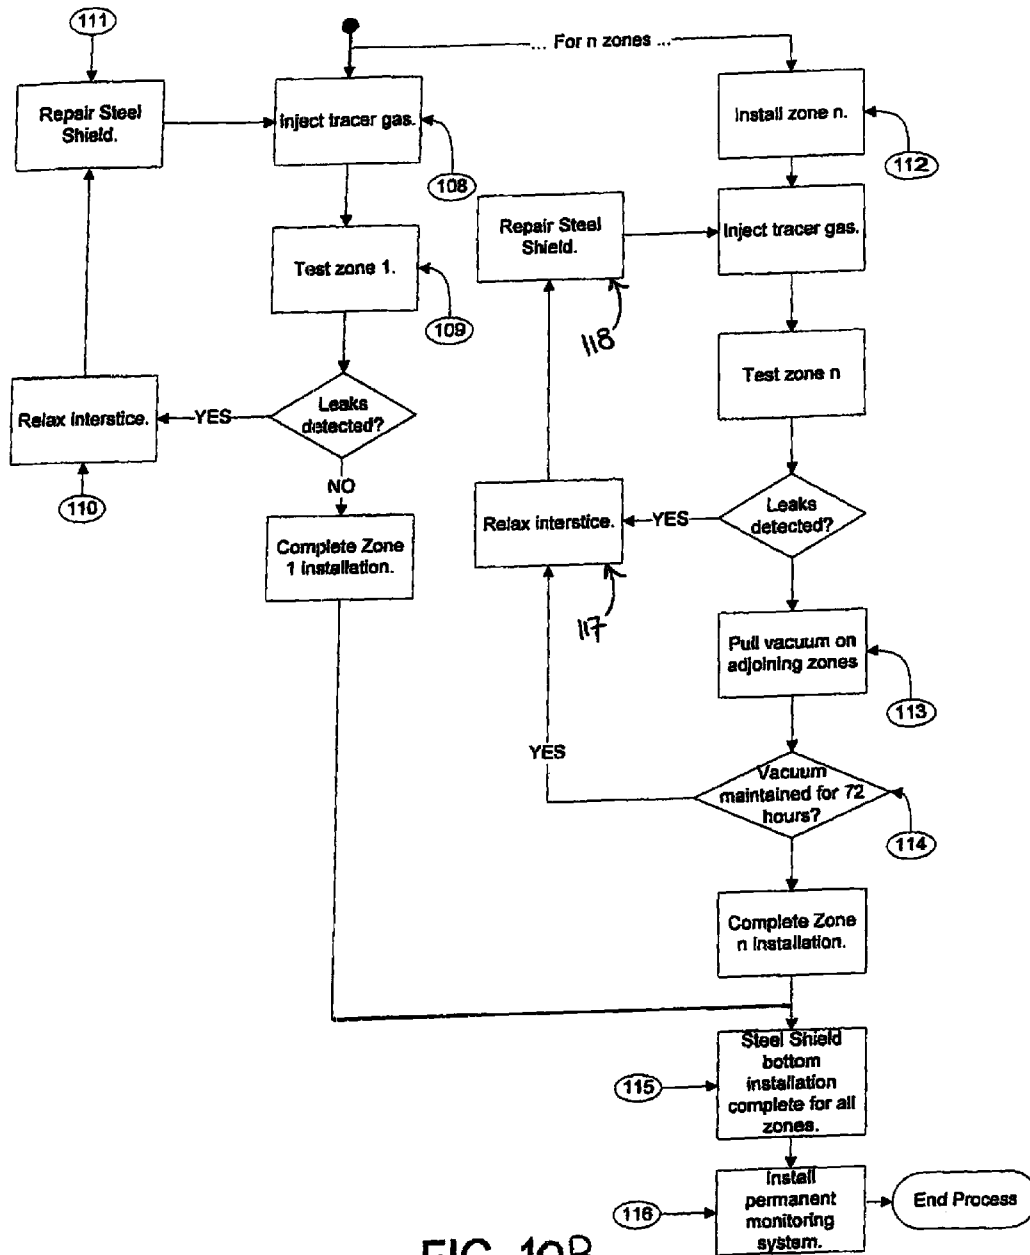 111
... For n zones ...
Repair Steel
Shield.
Inject tracer gas.
Install zone n.
108
112
Repair Steel
Shield.
Inject tracer gas.
Test zone 1.
109
118
Test zone n
Relax interstice.
YES
Leaks
detected?
110
NO
Relax interstice.
YES
Leaks
detected?
Complete Zone
1 installation.
117
Pull vacuum on
adjoining zones
113
YES
Vacuum
maintained for 72
hours?
114
Complete Zone
n installation.
Steel Shield
bottom
installation
complete for all
zones.
115
Install
permanent
monitoring
system.
116
End Process
FIG. 10B